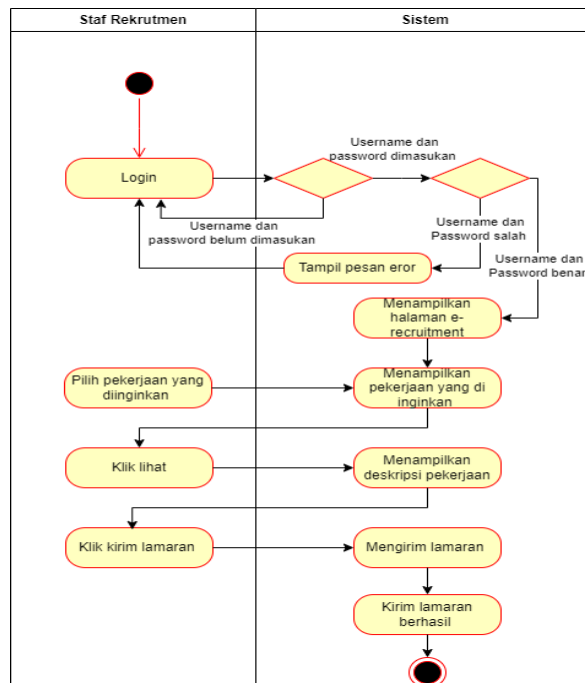 Staf Rekrutmen
Sistem
Username dan
password dimasukan
Login
Username dan
password belum dimasukan
Username dan
Password salah
Username dan
Password benar
Tampil pesan eror
Menampilkan
halaman e-
recruitment
Pilih pekerjaan yang
diinginkan
Menampilkan
pekerjaan yang di
inginkan
Klik lihat
Menampilkan
deskripsi pekerjaan
Klik kirim lamaran
Mengirim lamaran
Kirim lamaran
berhasil